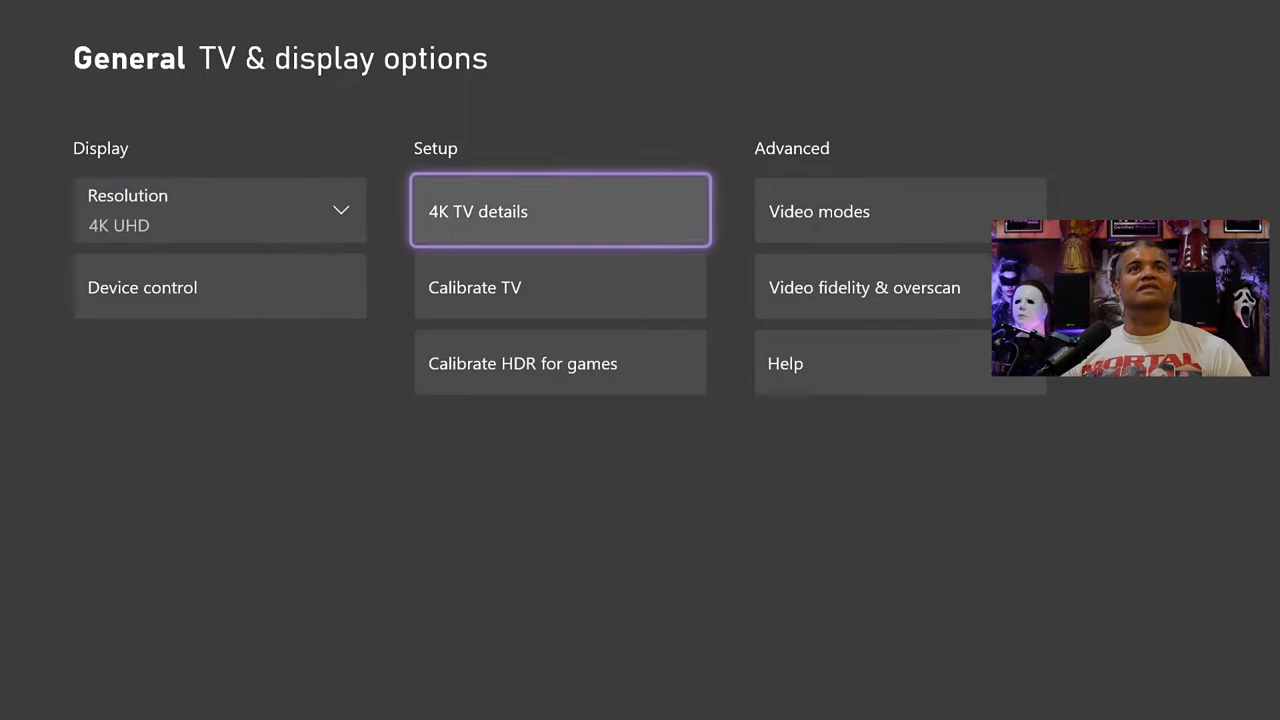 General TV & display options
Display
Resolution
4K UHD
Device control
Setup
4K TV details
Calibrate TV
Calibrate HDR for games
Advanced
Video modes
Video fidelity & overscan
Help
MORTAL